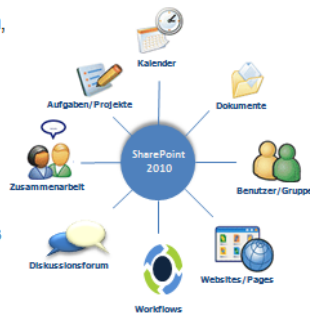 Kalender
Aufgaben/Projekte
Dokumente
SharePoint
2010
Zusammenarbeit
Benutzer/Gruppe
Diskussionsforum
Websites/Pages
Workflows